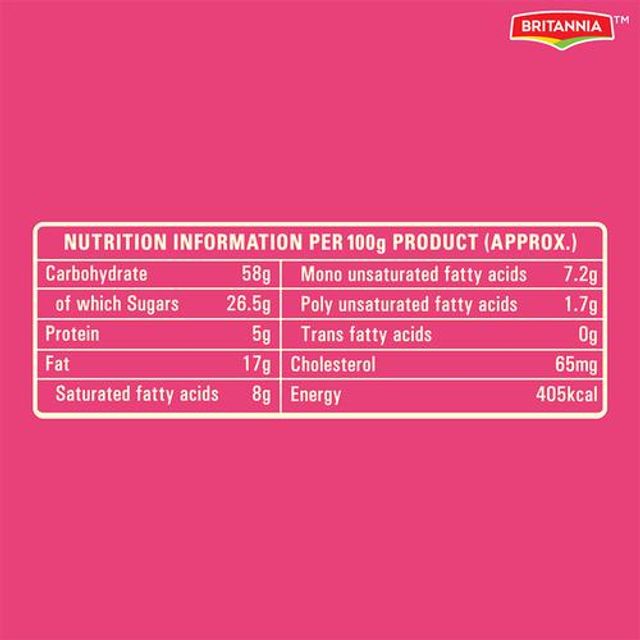 BRITANNIA TM
NUTRITION INFORMATION PER 100g PRODUCT (APPROX.)
Carbohydrate 58g
of which Sugars 26.5g
Protein 5g
Fat 17g
Saturated fatty acids 8g
Mono unsaturated fatty acids 7.2g
Poly unsaturated fatty acids 1.7g
Trans fatty acids 0g
Cholesterol 65mg
Energy 405kcal